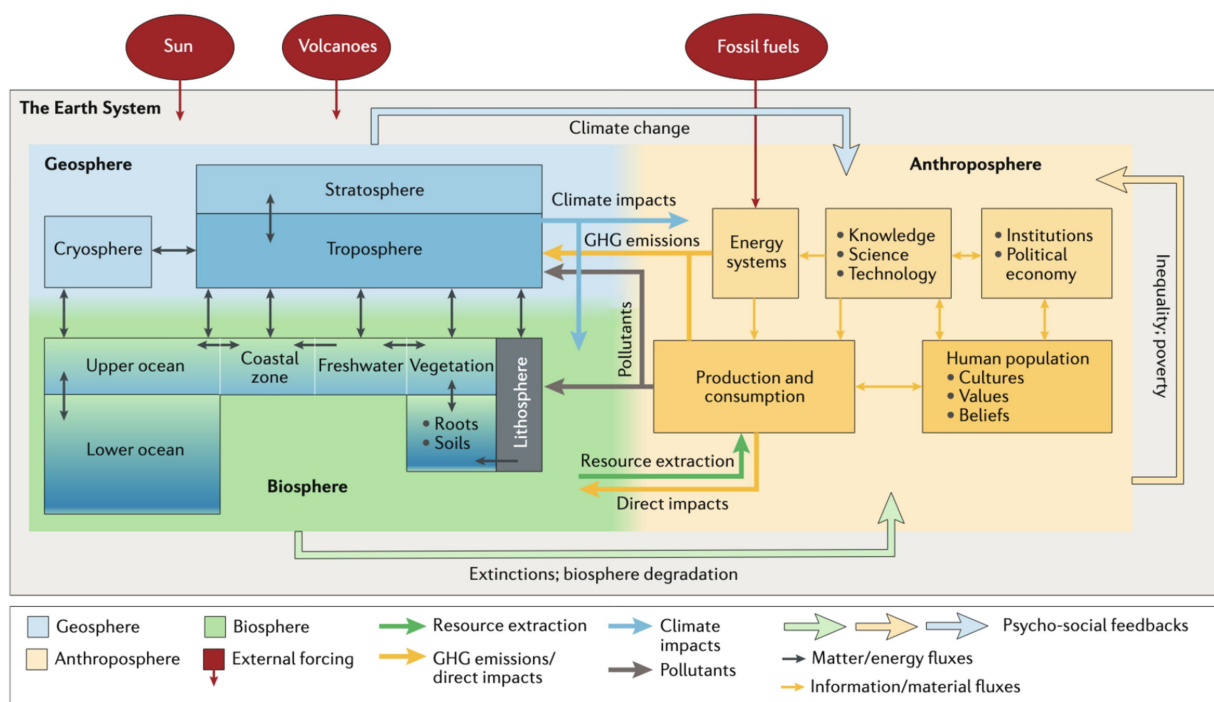 Sun
Volcanoes
Fossil fuels
The Earth System
Climate change
Geosphere
Anthroposphere
Stratosphere
Troposphere
Cryosphere
Climate impacts
GHG emissions
Pollutants
Energy
systems
• Knowledge
• Science
• Technology
• Institutions
• Political
economy
Inequality; poverty
Upper ocean
Coastal
zone
Freshwater
Vegetation
Lithosphere
• Roots
• Soils
Lower ocean
Biosphere
Production and
consumption
Human population
• Cultures
• Values
• Beliefs
Resource extraction
Direct impacts
Extinctions; biosphere degradation
Geosphere
Biosphere
Resource extraction
Climate
impacts
Psycho-social feedbacks
Anthroposphere
External forcing
GHG emissions/
direct impacts
Pollutants
Matter/energy fluxes
Information/material fluxes